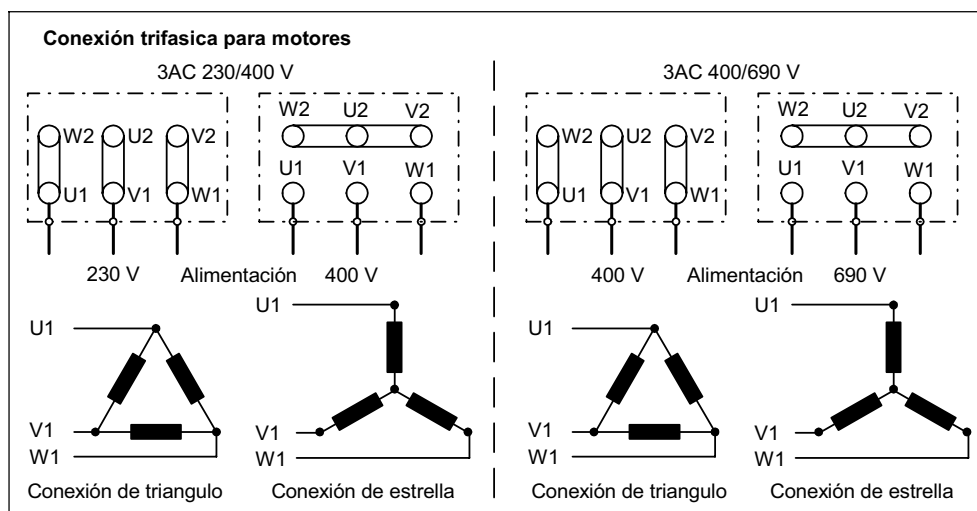 Conexión trifasica para motores
3AC 230/400 V
W2 U2 V2
U1 V1 W1
W2 U2 V2
U1 V1 W1
230 V Alimentación 400 V
U1
V1
W1
Conexión de triangulo
U1
V1
W1
Conexión de estrella
3AC 400/690 V
W2 U2 V2
U1 V1 W1
W2 U2 V2
U1 V1 W1
400 V Alimentación 690 V
U1
V1
W1
Conexión de triangulo
U1
V1
W1
Conexión de estrella